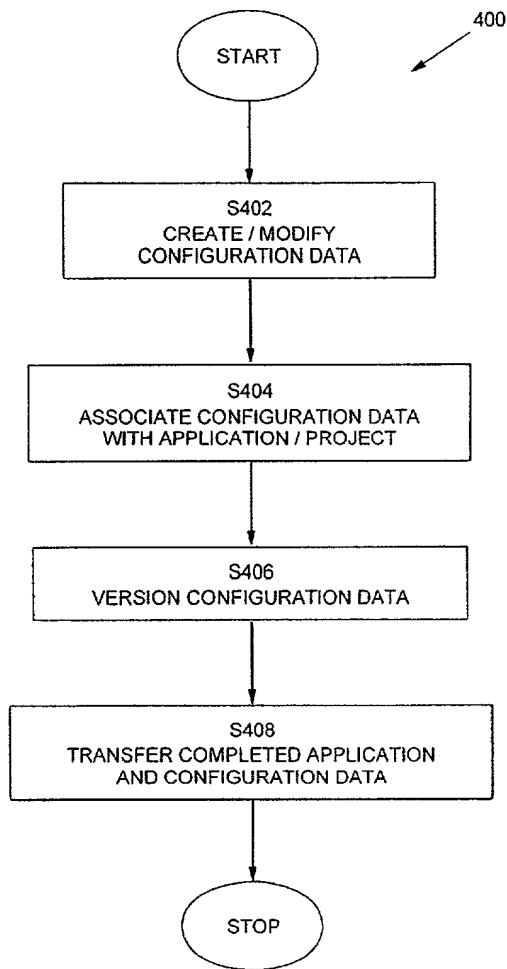 400
START
S402
CREATE / MODIFY
CONFIGURATION DATA
S404
ASSOCIATE CONFIGURATION DATA
WITH APPLICATION / PROJECT
S406
VERSION CONFIGURATION DATA
S408
TRANSFER COMPLETED APPLICATION
AND CONFIGURATION DATA
STOP